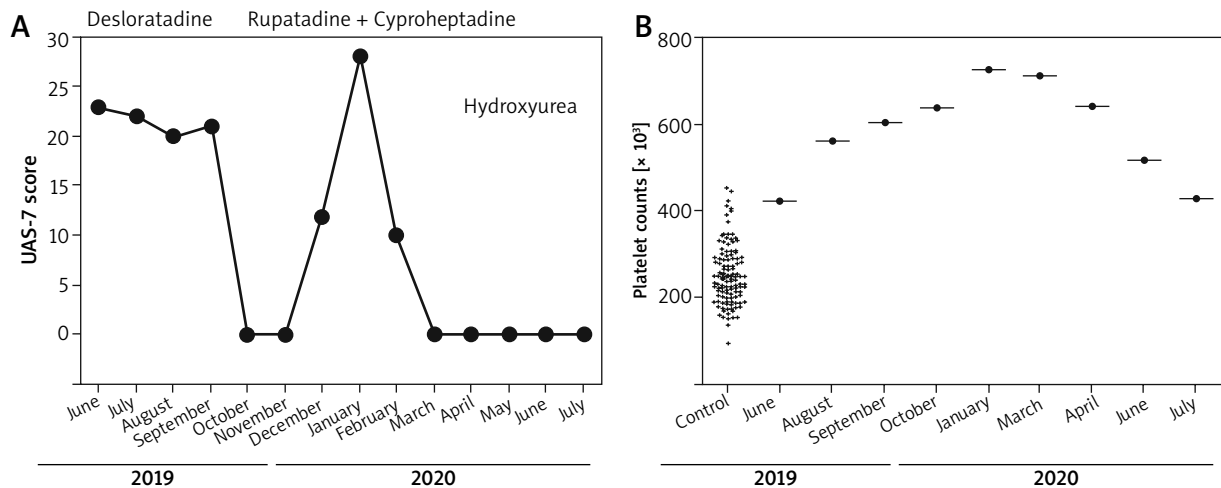 A
Desloratadine
Rupatadine + Cyproheptadine
Hydroxyurea
UAS-7 score
30
25
20
15
10
5
0
June
July
August
September
October
November
December
January
February
March
April
May
June
July
2019
2020
B
Platelet counts [× 10³]
800
600
400
200
Control
June
August
September
October
January
March
April
June
July
2019
2020